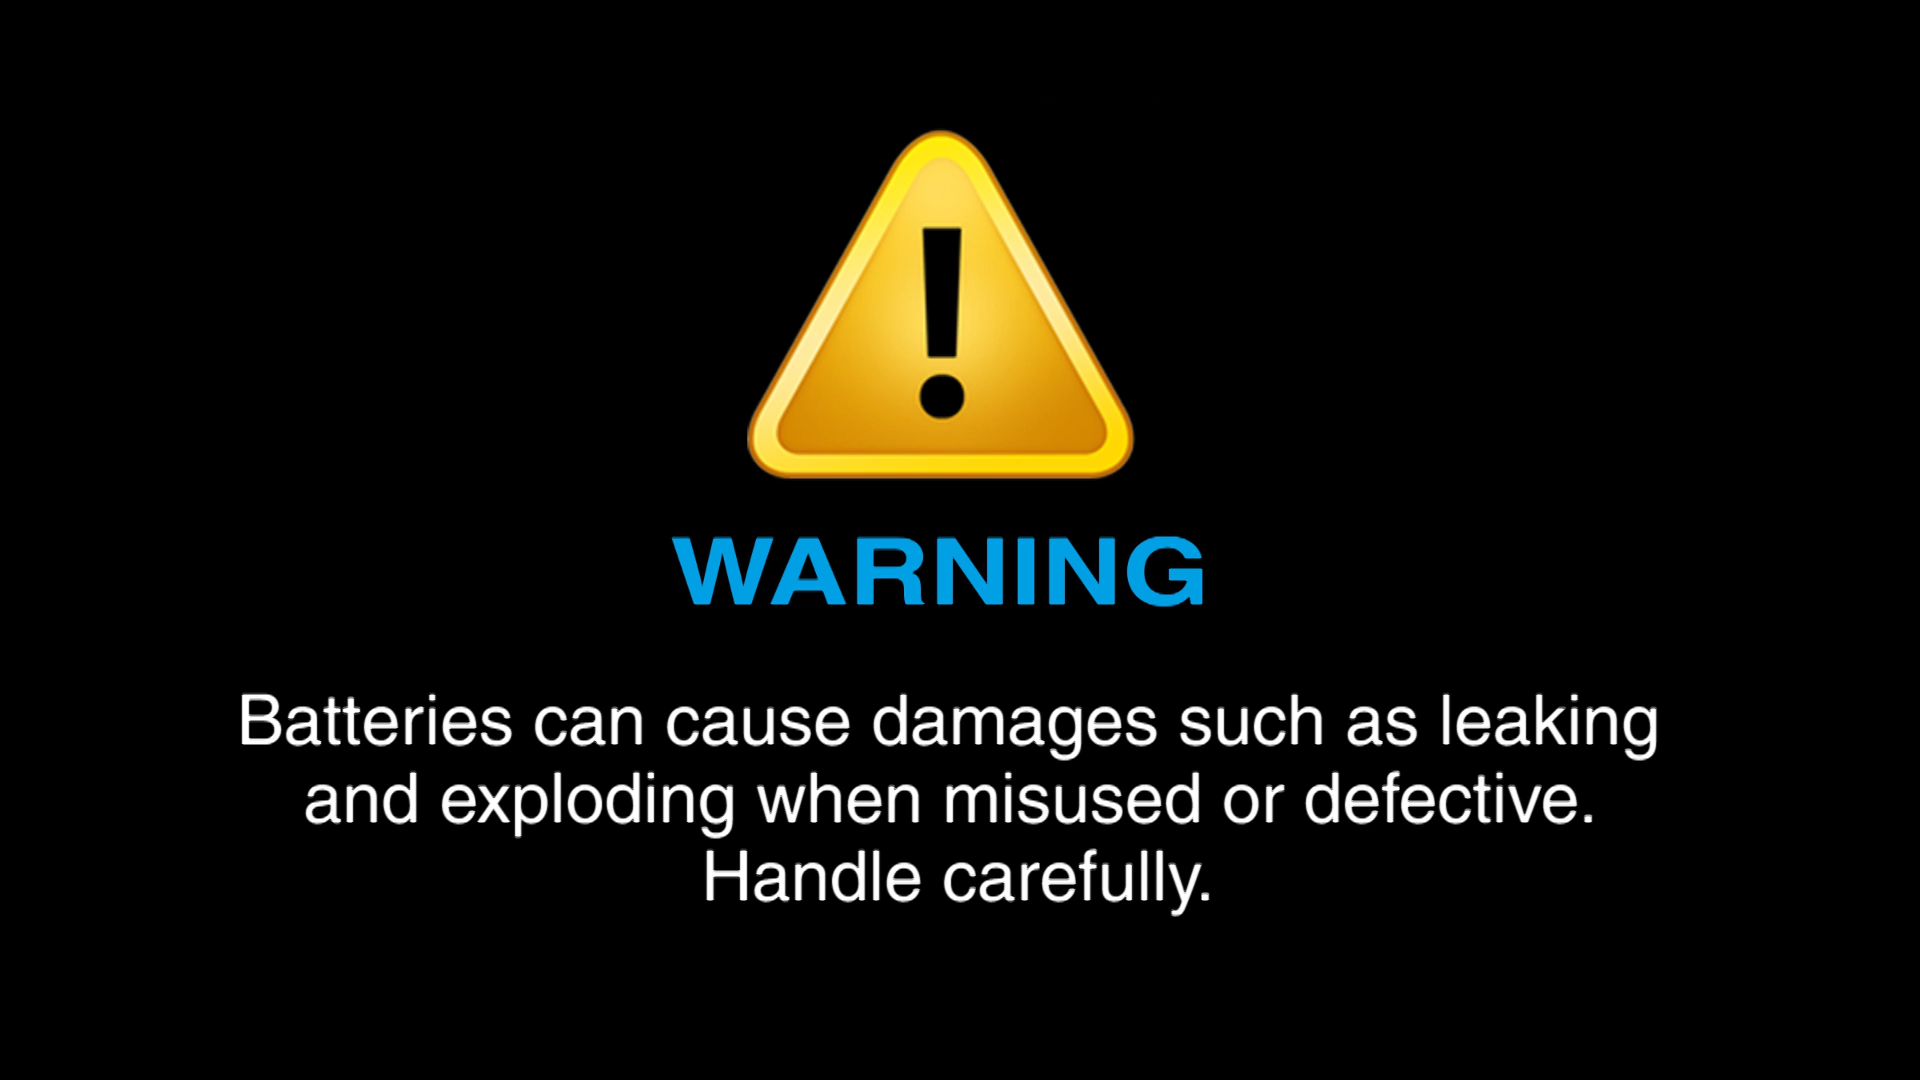 WARNING
Batteries can cause damages such as leaking
and exploding when misused or defective.
Handle carefully.